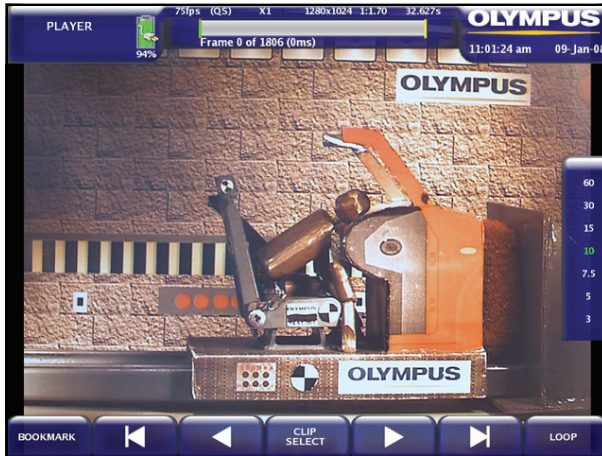 PLAYER
94%
75fps (QS) X1 1280x1024 1:1.70 32.627s
Frame 0 of 1806 (0ms)
OLYMPUS
11:01:24 am 09-Jan-0
OLYMPUS
60
30
15
10
7.5
5
3
OLYMPUS
OLYMPUS
BOOKMARK
CLIP
SELECT
LOOP